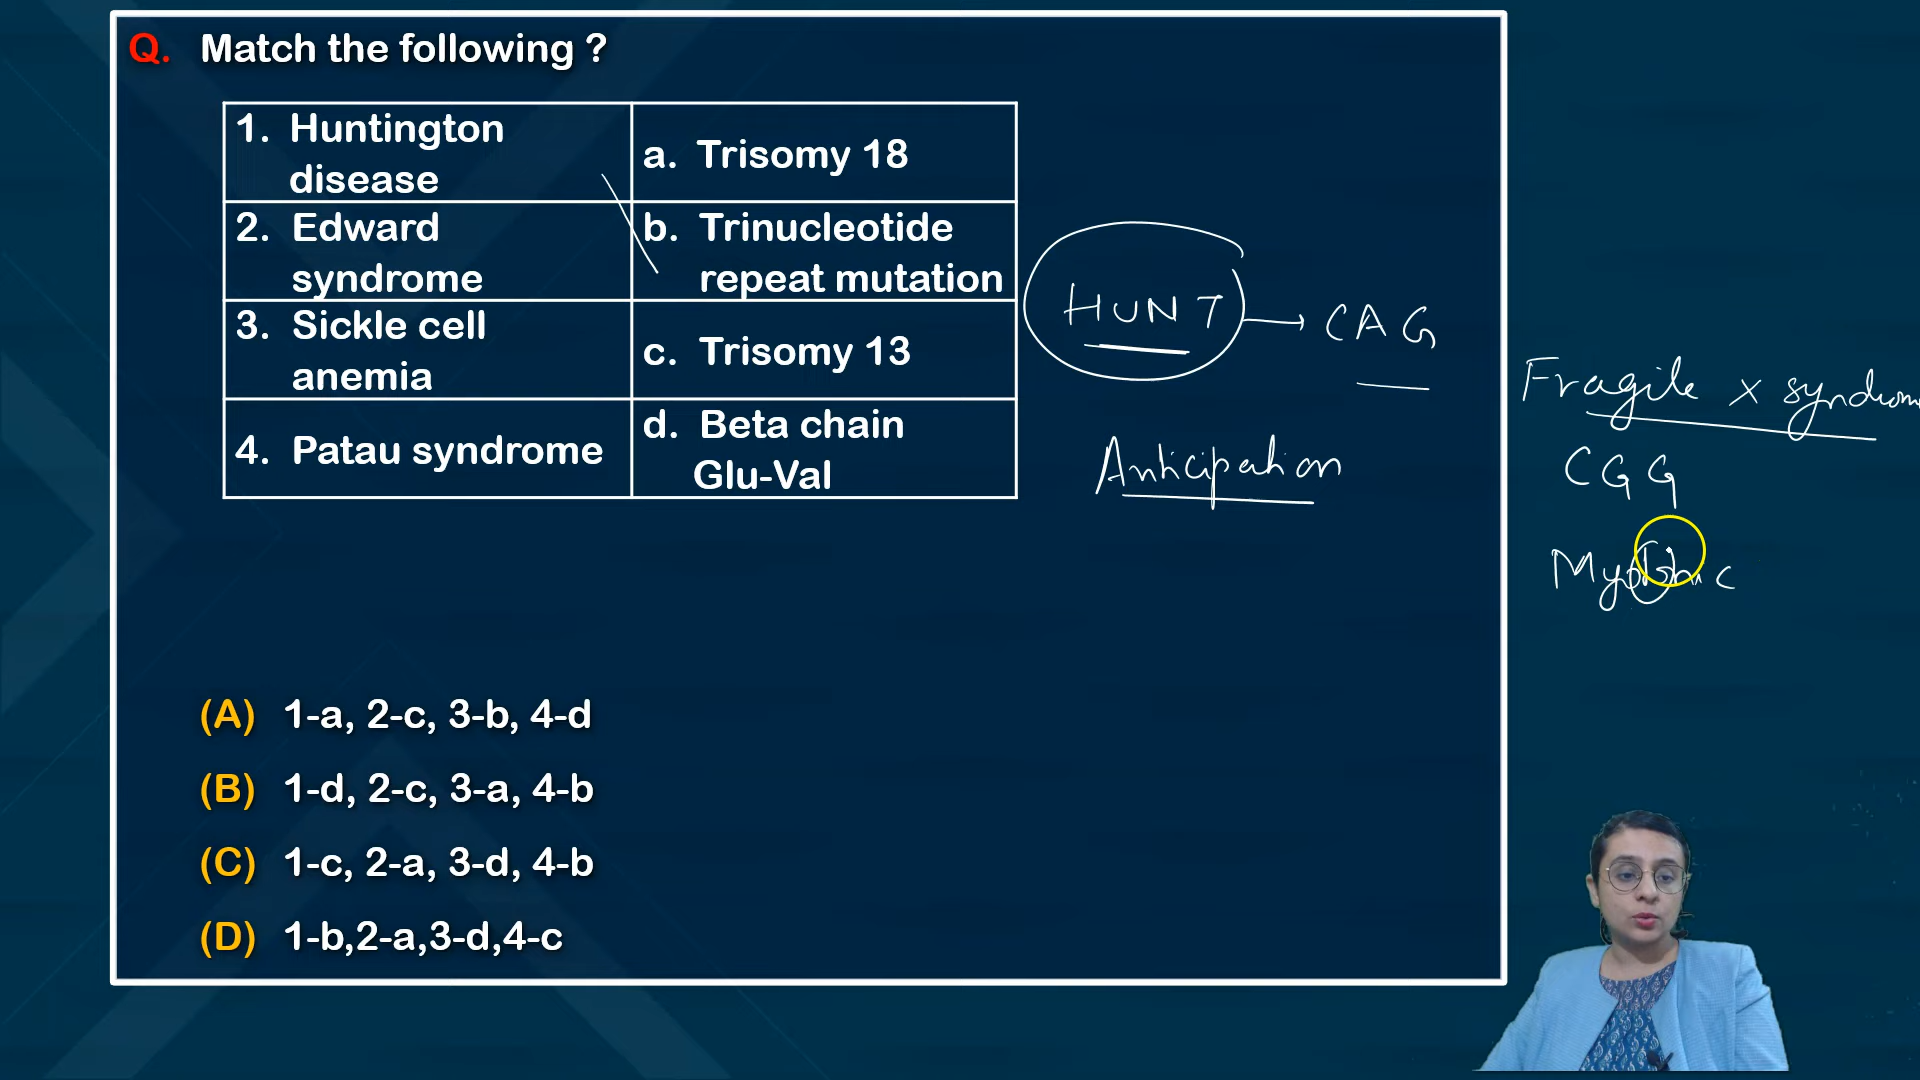 Q. Match the following ?
1. Huntington disease
a. Trisomy 18
2. Edward syndrome
b. Trinucleotide repeat mutation
3. Sickle cell anemia
c. Trisomy 13
4. Patau syndrome
d. Beta chain Glu-Val
HUNT → CAG
Anticipation
Fragile X syndrome
CGG
Myotonic
(A) 1-a, 2-c, 3-b, 4-d
(B) 1-d, 2-c, 3-a, 4-b
(C) 1-c, 2-a, 3-d, 4-b
(D) 1-b,2-a,3-d,4-c